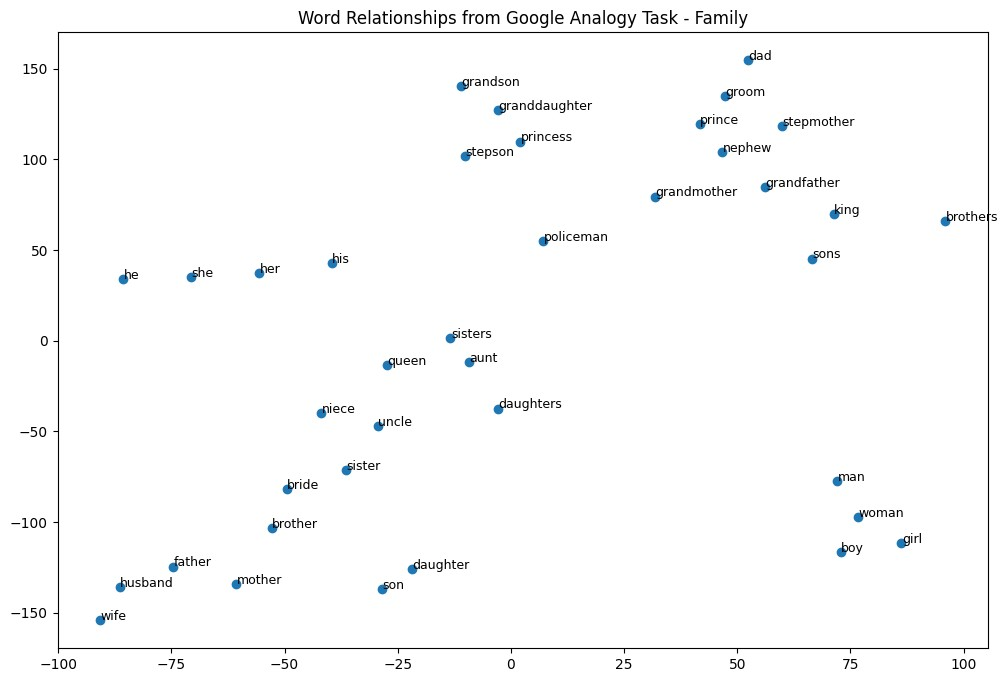 Word Relationships from Google Analogy Task - Family
150
100
50
0
−50
−100
−150
−100
−75
−50
−25
0
25
50
75
100
dad
grandson
groom
granddaughter
prince
stepmother
princess
nephew
stepson
grandfather
grandmother
king
brothers
policeman
sons
his
her
she
he
sisters
aunt
queen
daughters
niece
uncle
sister
man
bride
woman
brother
girl
boy
father
daughter
mother
husband
son
wife